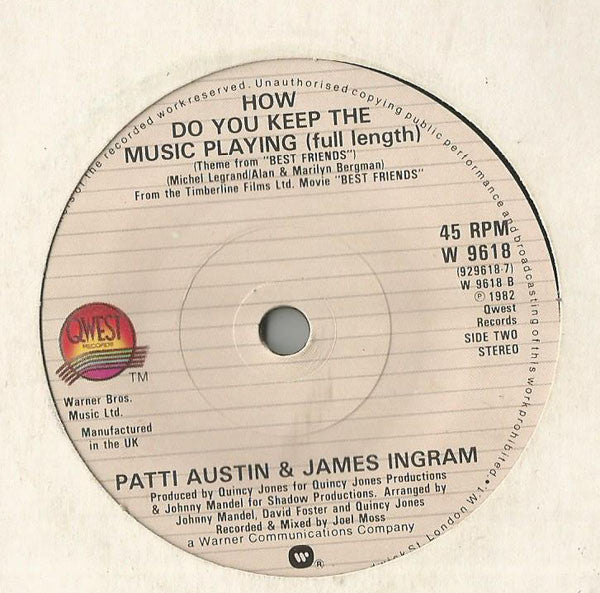 of the recorded work reserved. Unauthorised copying public performance and broadcasting of this work prohibited.
HOW
DO YOU KEEP THE
MUSIC PLAYING (full length)
(Theme from "BEST FRIENDS")
(Michel Legrand/Alan & Marilyn Bergman)
From the Timberline Films Ltd. Movie "BEST FRIENDS"
45 RPM
W 9618
(929618-7)
W 9618 B
℗ 1982
Qwest
Records
SIDE TWO
STEREO
QWEST
RECORDS
TM
Warner Bros.
Music Ltd.
Manufactured
in the UK
PATTI AUSTIN & JAMES INGRAM
Produced by Quincy Jones for Quincy Jones Productions
& Johnny Mandel for Shadow Productions. Arranged by
Johnny Mandel, David Foster and Quincy Jones
Recorded & Mixed by Joel Moss
a Warner Communications Company
®
St. London W.1.